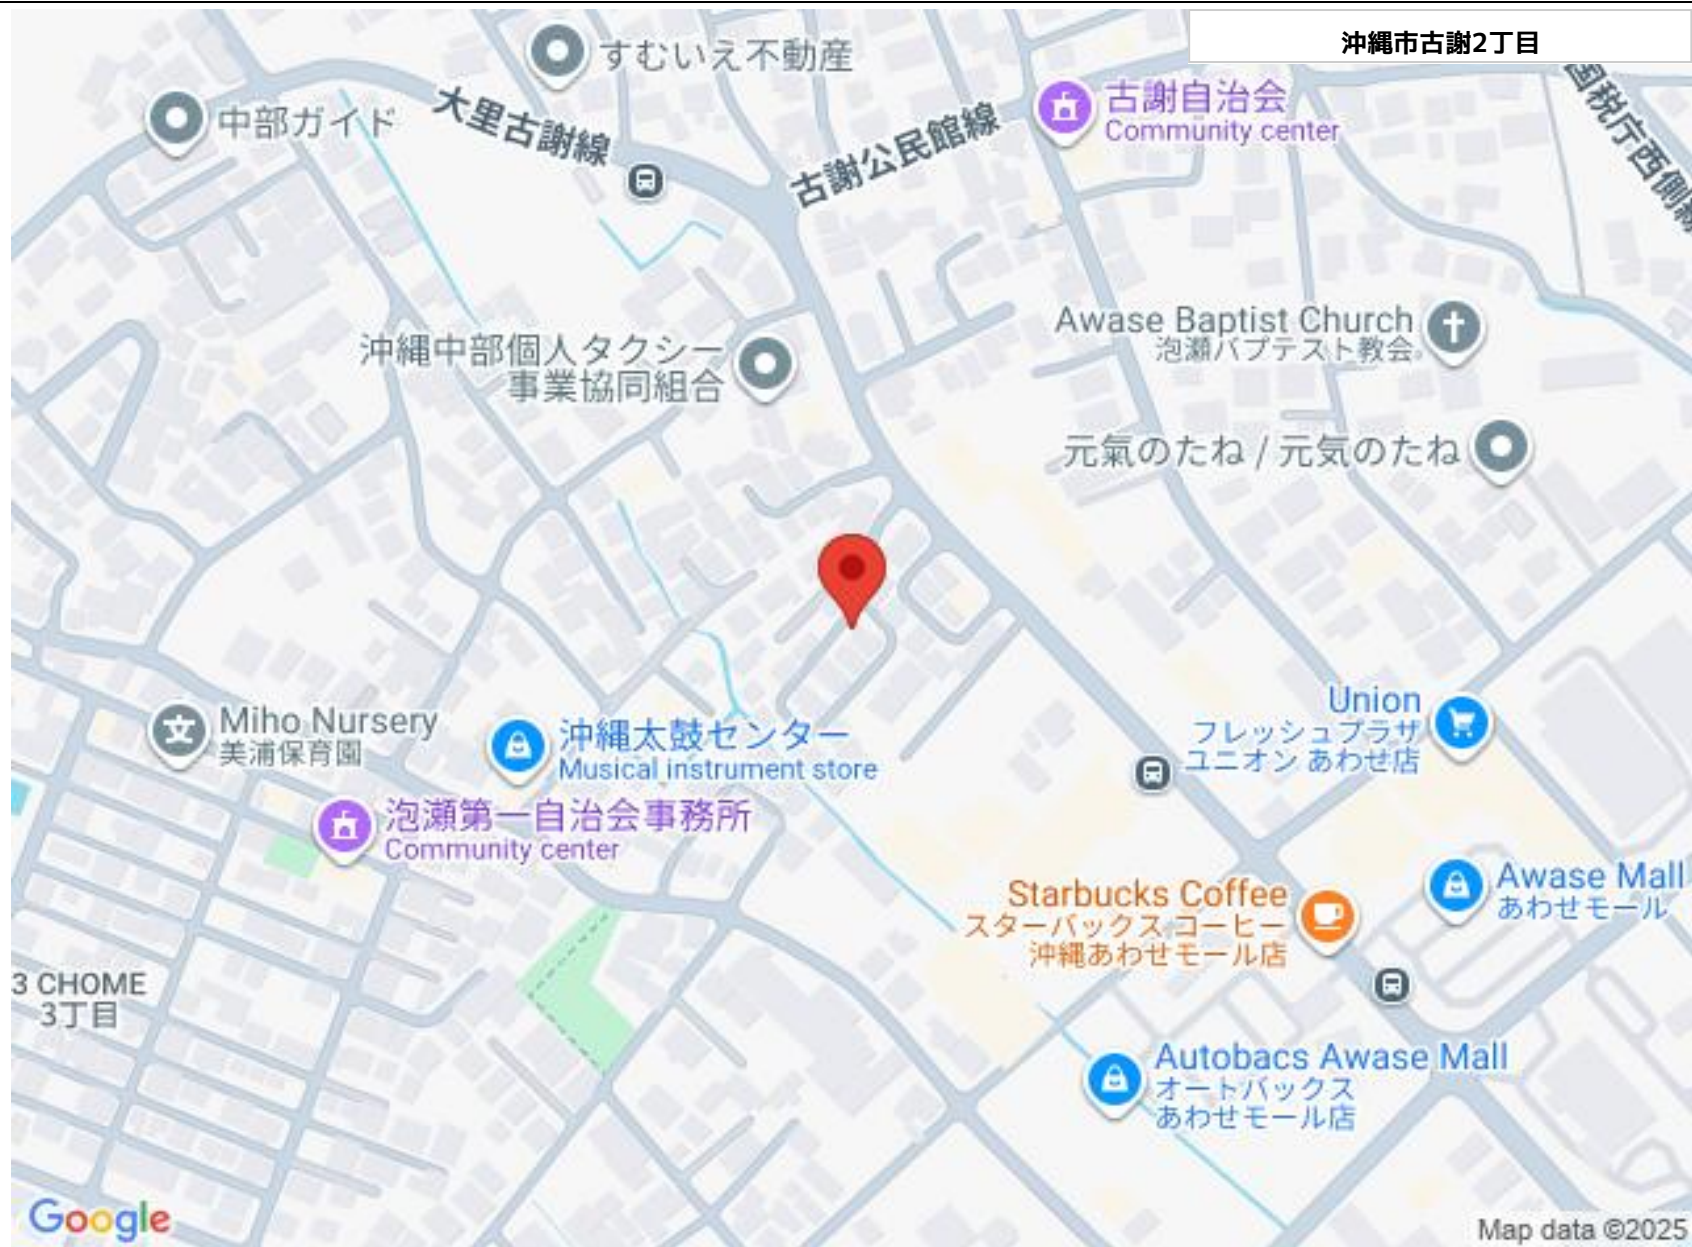 沖縄市古謝2丁目
すむいえ不動産
中部ガイド
大里古謝線
古謝公民館線
古謝自治会
Community center
国税庁西側線
沖縄中部個人タクシー
事業協同組合
Awase Baptist Church
泡瀬バプテスト教会
元氣のたね / 元気のたね
Miho Nursery
美浦保育園
沖縄太鼓センター
Musical instrument store
Union
フレッシュプラザ
ユニオン あわせ店
泡瀬第一自治会事務所
Community center
Starbucks Coffee
スターバックス コーヒー
沖縄あわせモール店
Awase Mall
あわせモール
3 CHOME
3丁目
Autobacs Awase Mall
オートバックス
あわせモール店
Google
Map data ©2025